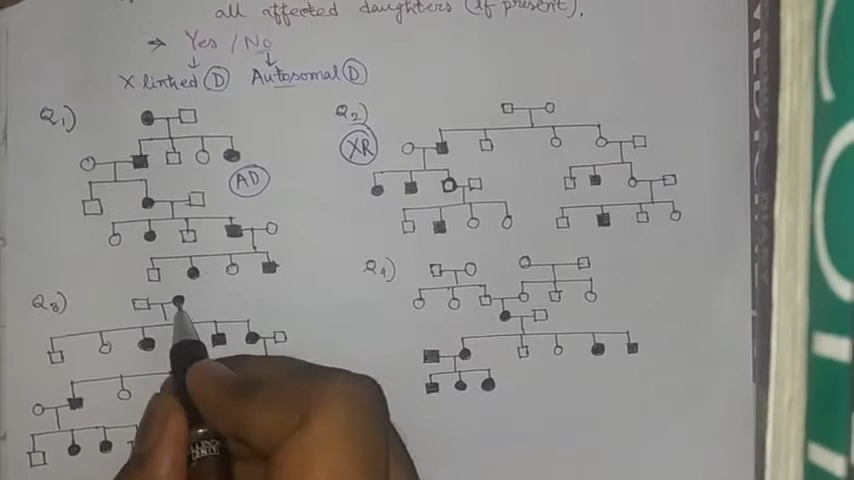 all affected daughters (if present).
⇒ Yes / No
X linked (D) Autosomal (D)
Q1)
Q2)
XR
AD
Q3)
Q4)